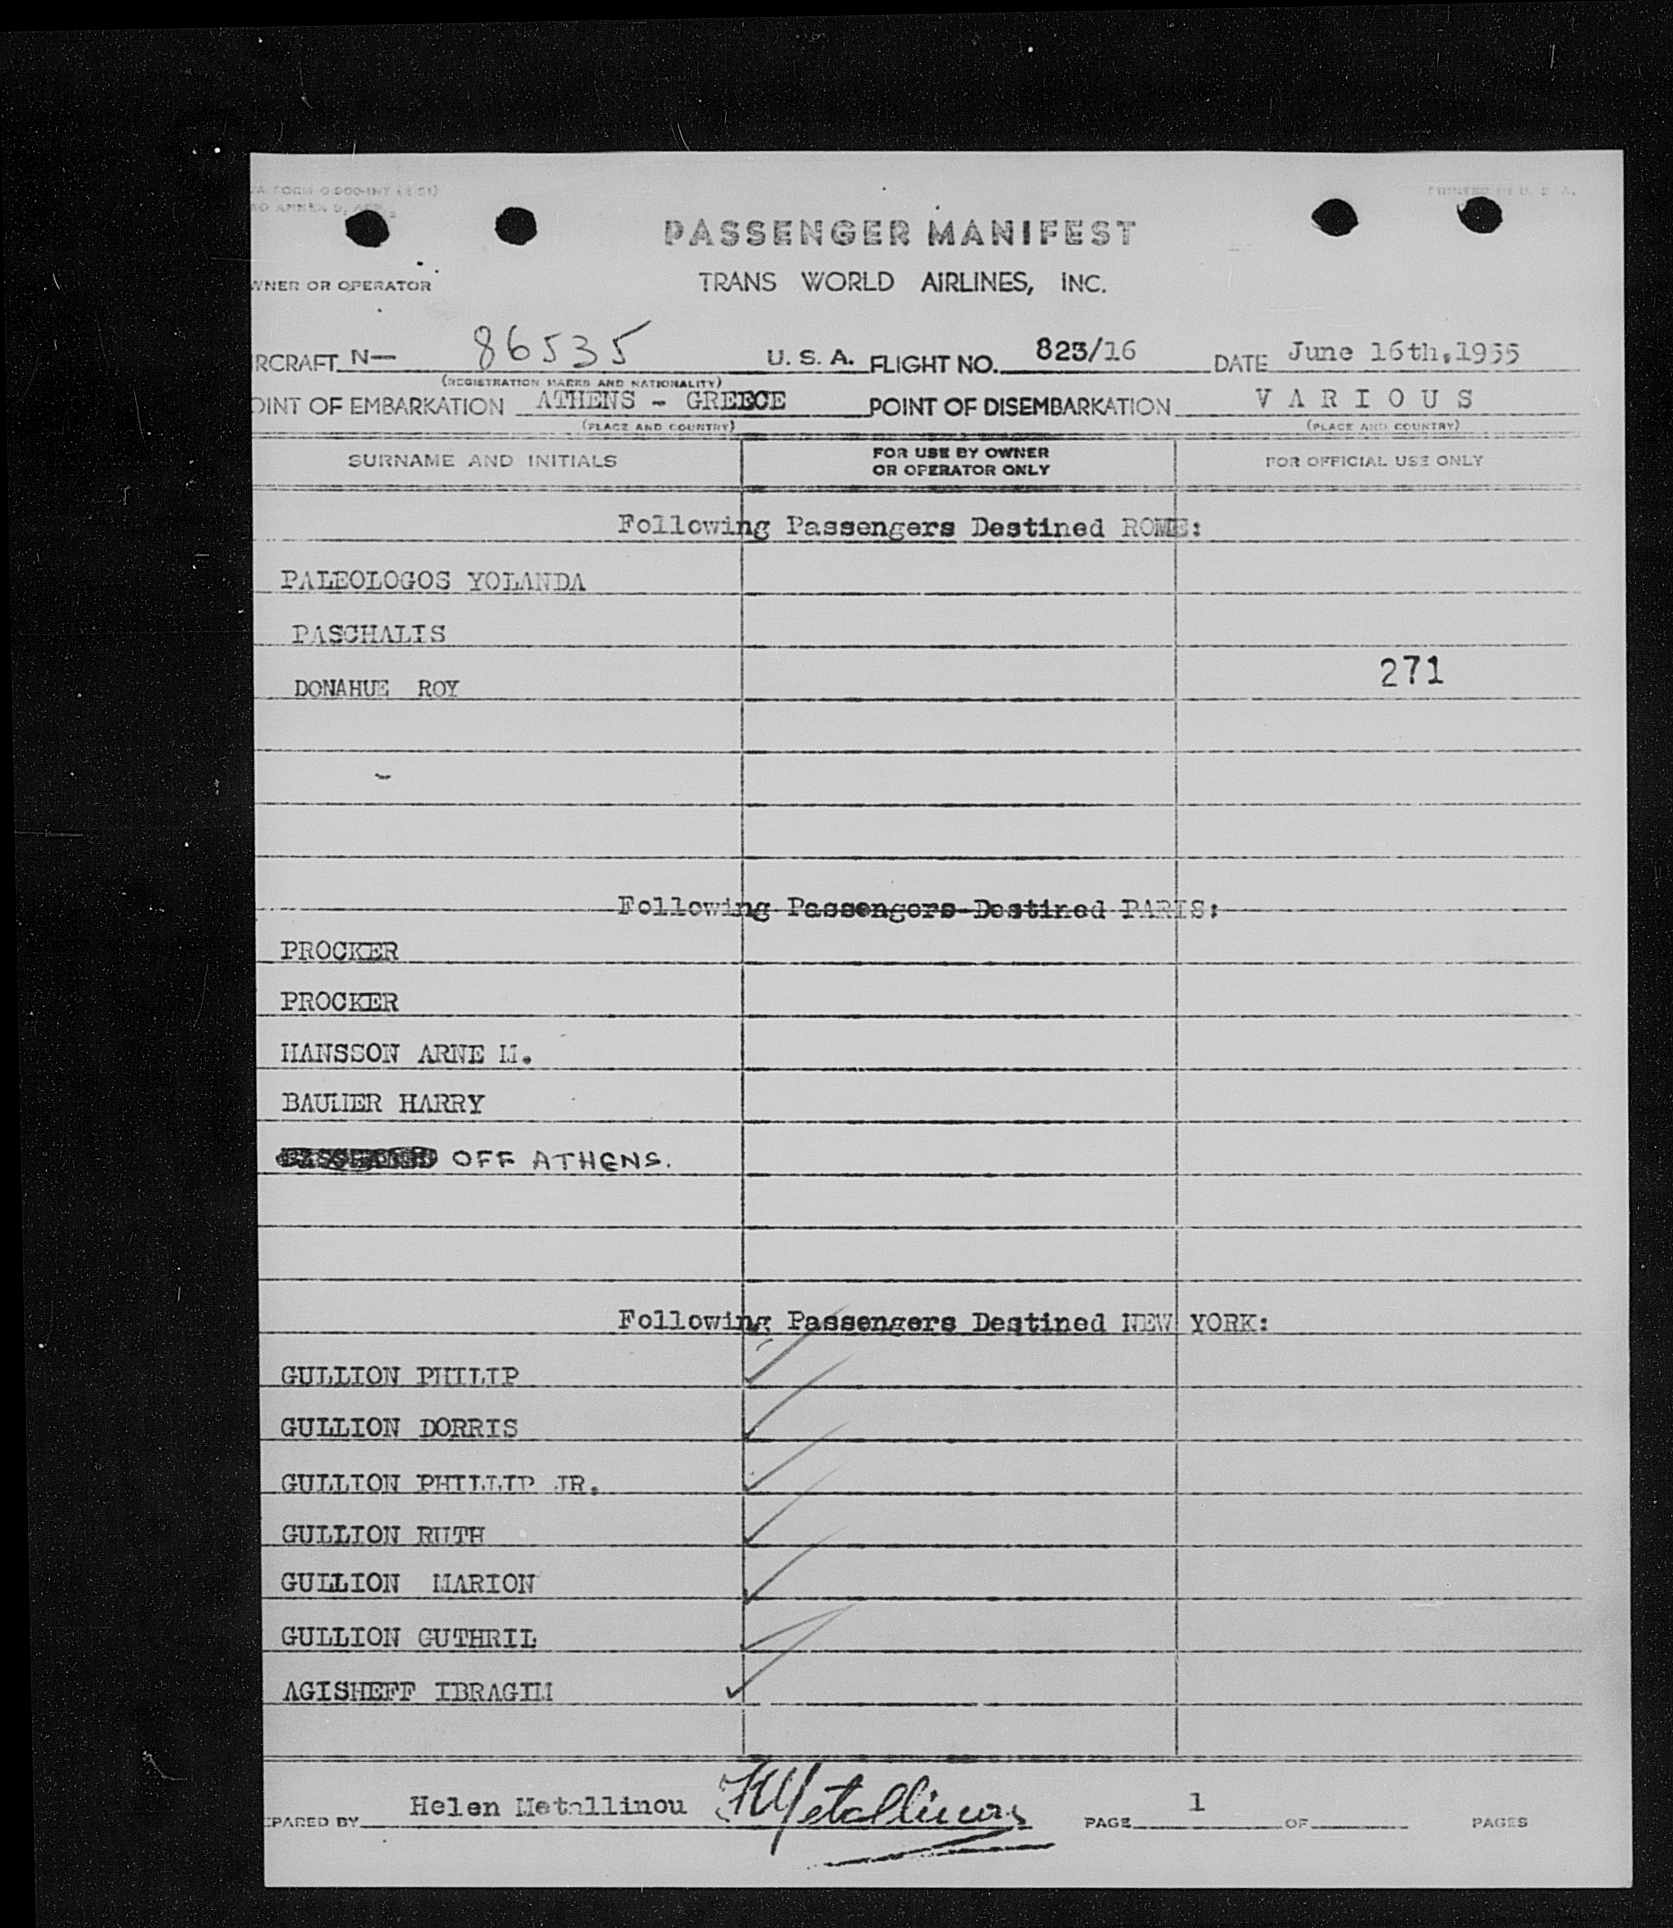 PRINTED IN U. S. A.
PASSENGER MANIFEST
WNER OR OPERATOR
TRANS WORLD AIRLINES, INC.
RCRAFT N— 86535 U. S. A. FLIGHT NO. 823/16 DATE June 16th,1955
(REGISTRATION MARKS AND NATIONALITY)
OINT OF EMBARKATION ATHENS - GREECE POINT OF DISEMBARKATION V A R I O U S
(PLACE AND COUNTRY) (PLACE AND COUNTRY)
SURNAME AND INITIALS FOR USE BY OWNER OR OPERATOR ONLY FOR OFFICIAL USE ONLY
Following Passengers Destined ROME:
PALEOLOGOS YOLANDA
PASCHALIS
DONAHUE ROY 271
Following Passengers Destined PARIS:
PROCKER
PROCKER
HANSSON ARNE M.
BAUMER HARRY
OFF ATHENS.
Following Passengers Destined NEW YORK:
GULLION PHILIP
GULLION DORRIS
GULLION PHILLIP JR.
GULLION RUTH
GULLION MARION
GULLION GUTHRIL
AGISHEFF IBRAGIM
EPARED BY Helen Metallinou HMetallinou PAGE 1 OF PAGES